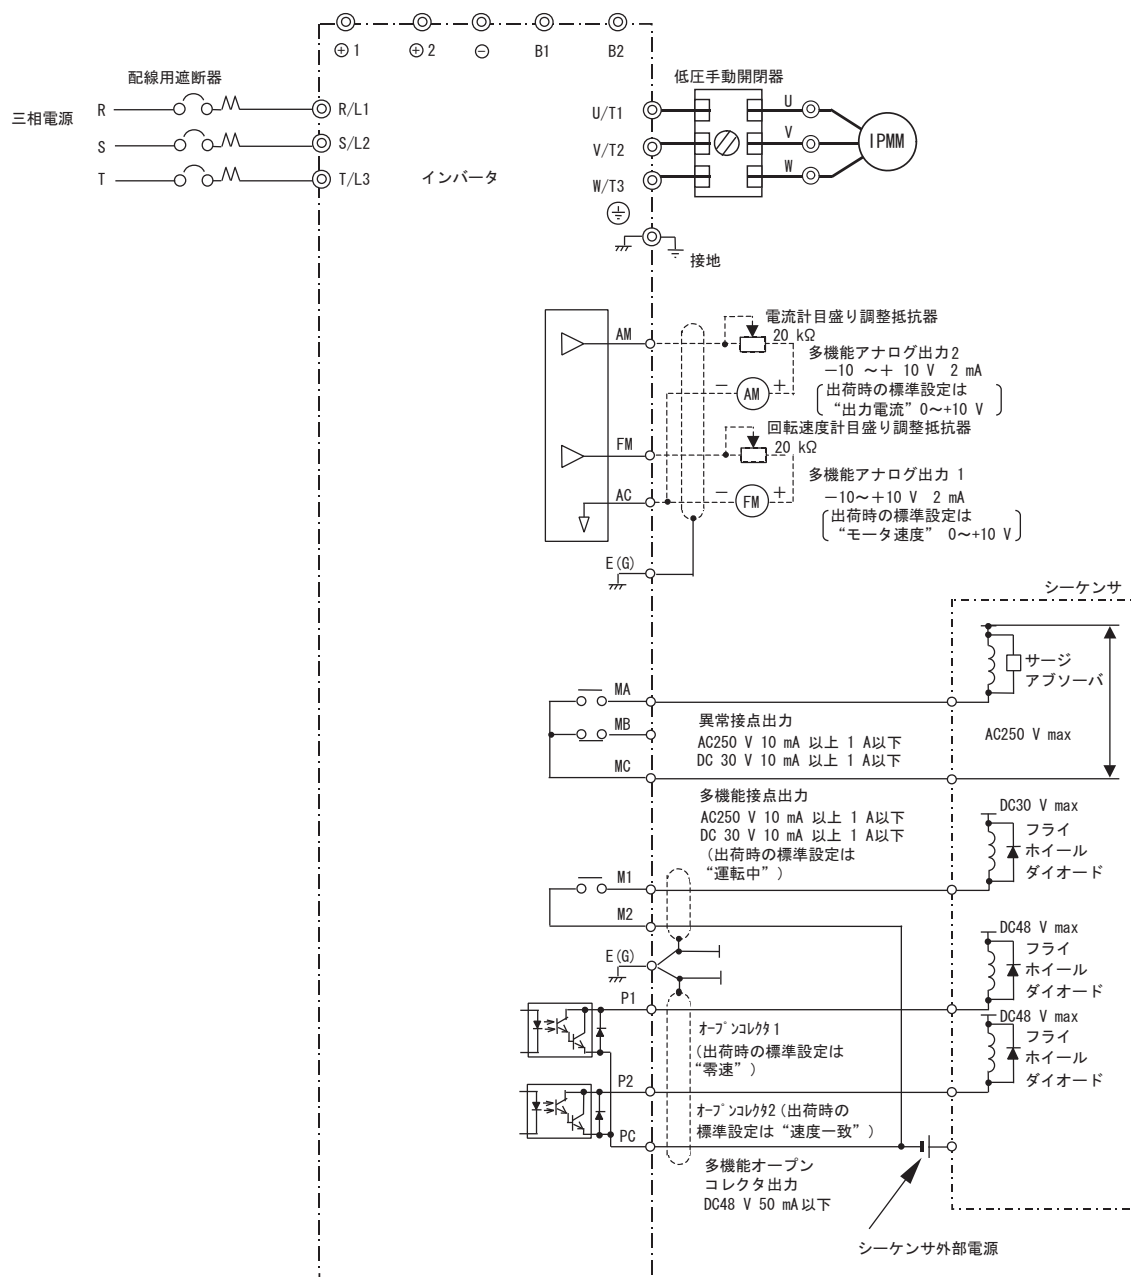 ⊕1
⊕2
⊖
B1
B2
配線用遮断器
三相電源
R
R/L1
S
S/L2
T
T/L3
インバータ
U/T1
V/T2
W/T3
低圧手動開閉器
U
V
W
IPMM
接地
AM
電流計目盛り調整抵抗器
20 kΩ
多機能アナログ出力2
-10 ~+ 10 V 2 mA
(出荷時の標準設定は
“出力電流” 0~+10 V)
− AM +
FM
回転速度計目盛り調整抵抗器
20 kΩ
多機能アナログ出力 1
-10~+10 V 2 mA
(出荷時の標準設定は
“モータ速度” 0~+10 V)
AC
− FM +
E(G)
シーケンサ
サージ
アブソーバ
AC250 V max
MA
MB
MC
異常接点出力
AC250 V 10 mA 以上 1 A以下
DC 30 V 10 mA 以上 1 A以下
多機能接点出力
AC250 V 10 mA 以上 1 A以下
DC 30 V 10 mA 以上 1 A以下
(出荷時の標準設定は
“運転中”)
DC30 V max
フライ
ホイール
ダイオード
M1
M2
E(G)
DC48 V max
フライ
ホイール
ダイオード
P1
オープンコレクタ1
(出荷時の標準設定は
“零速”)
DC48 V max
フライ
ホイール
ダイオード
P2
オープンコレクタ2(出荷時の
標準設定は“速度一致”)
PC
多機能オープン
コレクタ出力
DC48 V 50 mA以下
シーケンサ外部電源